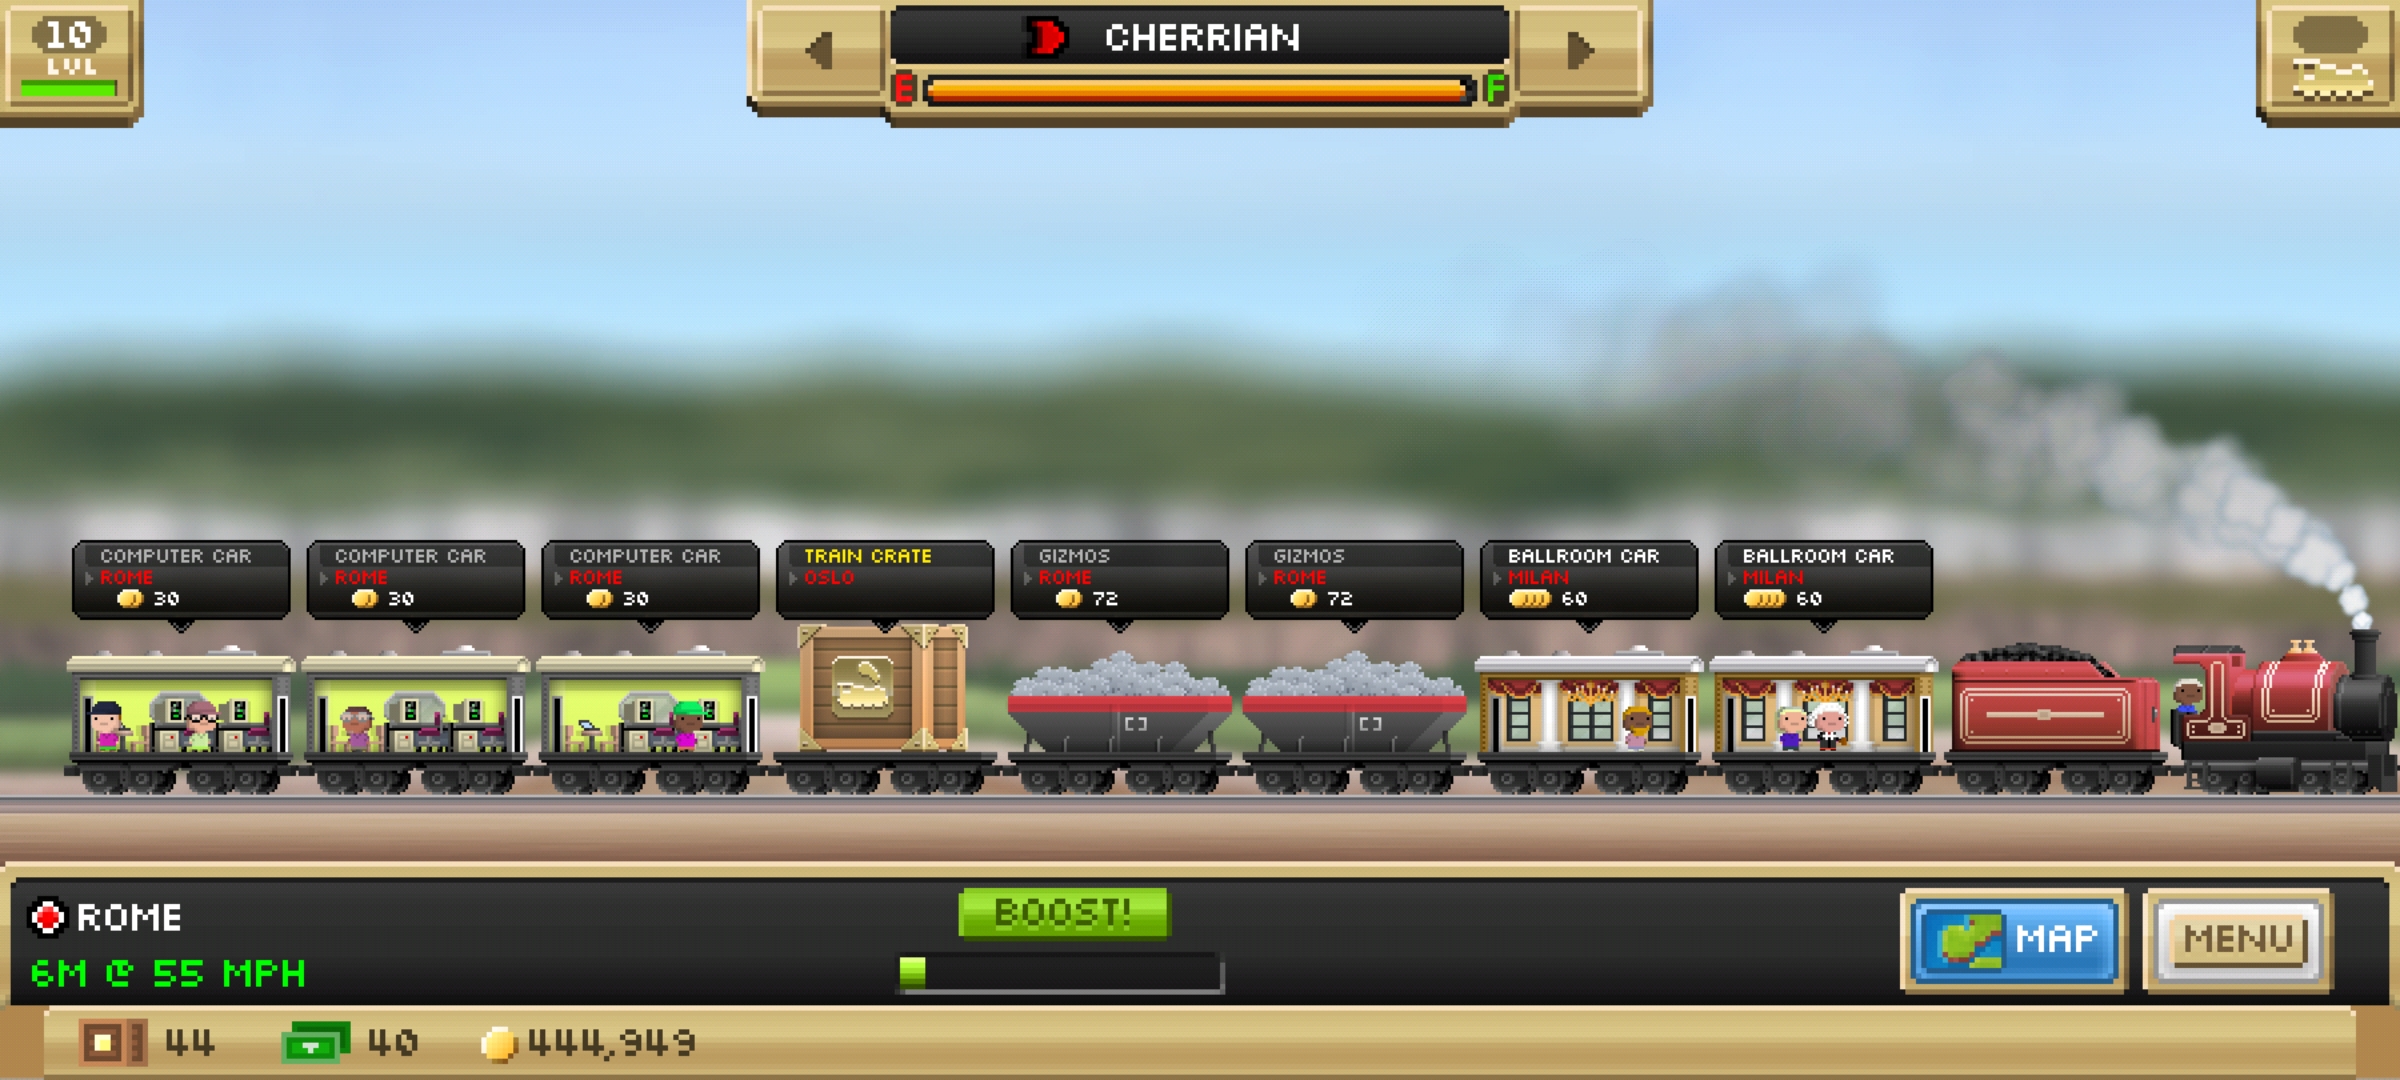 10
LVL
CHERRIAN
E F
COMPUTER CAR
ROME
30
COMPUTER CAR
ROME
30
COMPUTER CAR
ROME
30
TRAIN CRATE
OSLO
GIZMOS
ROME
72
GIZMOS
ROME
72
BALLROOM CAR
MILAN
60
BALLROOM CAR
MILAN
60
ROME
6M @ 55 MPH
BOOST!
MAP
MENU
44 40 444,949